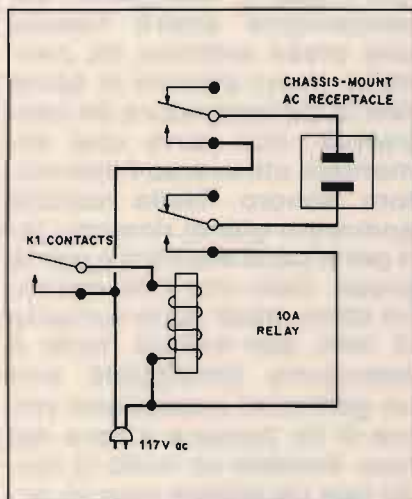 CHASSIS-MOUNT
AC RECEPTACLE
K1 CONTACTS
10A
RELAY
117V ac